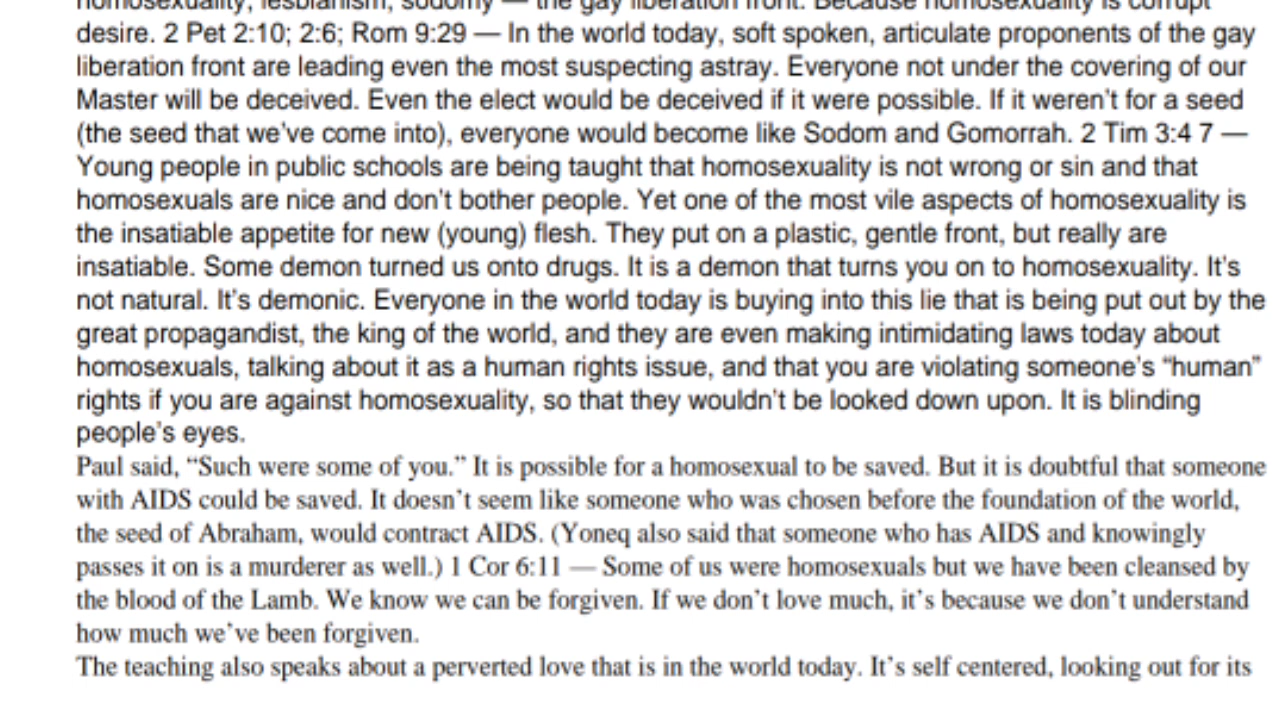 homosexuality, lesbianism, sodomy — the gay liberation front. Because homosexuality is corrupt
desire. 2 Pet 2:10; 2:6; Rom 9:29 — In the world today, soft spoken, articulate proponents of the gay
liberation front are leading even the most suspecting astray. Everyone not under the covering of our
Master will be deceived. Even the elect would be deceived if it were possible. If it weren't for a seed
(the seed that we've come into), everyone would become like Sodom and Gomorrah. 2 Tim 3:4 7 —
Young people in public schools are being taught that homosexuality is not wrong or sin and that
homosexuals are nice and don't bother people. Yet one of the most vile aspects of homosexuality is
the insatiable appetite for new (young) flesh. They put on a plastic, gentle front, but really are
insatiable. Some demon turned us onto drugs. It is a demon that turns you on to homosexuality. It's
not natural. It's demonic. Everyone in the world today is buying into this lie that is being put out by the
great propagandist, the king of the world, and they are even making intimidating laws today about
homosexuals, talking about it as a human rights issue, and that you are violating someone's "human"
rights if you are against homosexuality, so that they wouldn't be looked down upon. It is blinding
people's eyes.
Paul said, “Such were some of you.” It is possible for a homosexual to be saved. But it is doubtful that someone
with AIDS could be saved. It doesn’t seem like someone who was chosen before the foundation of the world,
the seed of Abraham, would contract AIDS. (Yoneq also said that someone who has AIDS and knowingly
passes it on is a murderer as well.) 1 Cor 6:11 — Some of us were homosexuals but we have been cleansed by
the blood of the Lamb. We know we can be forgiven. If we don’t love much, it’s because we don’t understand
how much we’ve been forgiven.
The teaching also speaks about a perverted love that is in the world today. It’s self centered, looking out for its